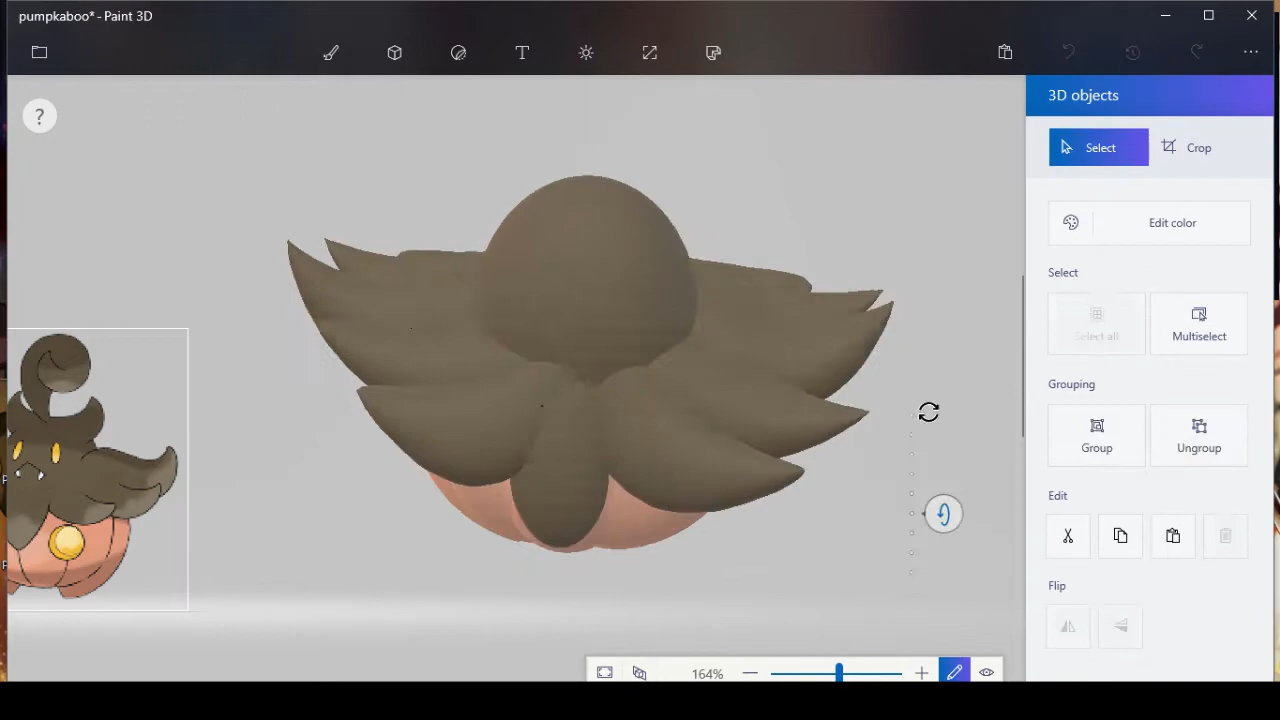 pumpkaboo* - Paint 3D
?
3D objects
Select
Crop
Edit color
Select
Select all
Multiselect
Grouping
Group
Ungroup
Edit
Flip
164%